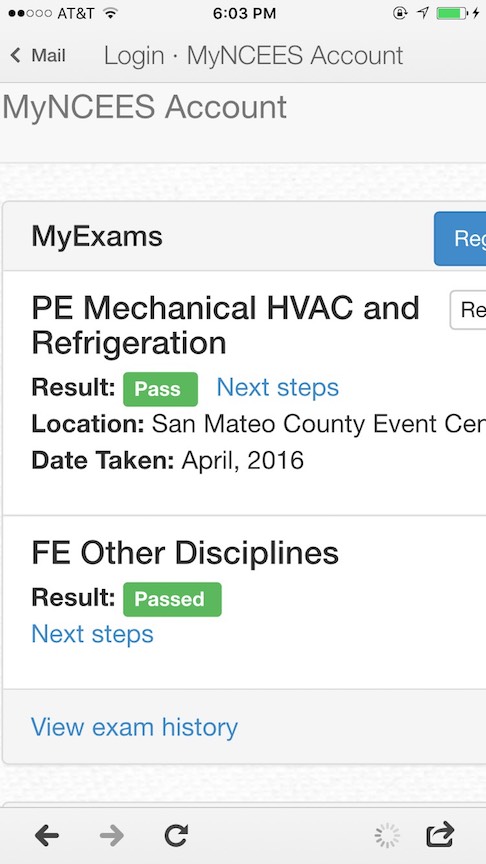 AT&T 6:03 PM
Mail Login · MyNCEES Account
MyNCEES Account
MyExams Reg
PE Mechanical HVAC and Re
Refrigeration
Result: Pass Next steps
Location: San Mateo County Event Cen
Date Taken: April, 2016
FE Other Disciplines
Result: Passed
Next steps
View exam history